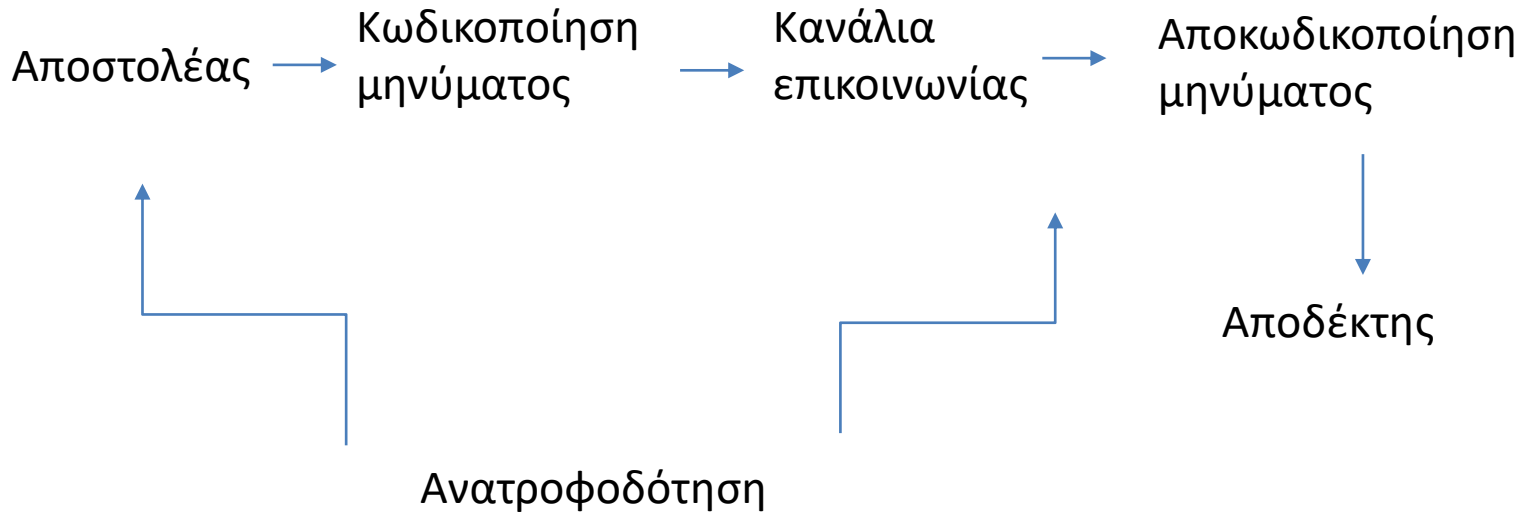 Αποστολέας
Κωδικοποίηση
μηνύματος
Κανάλια
επικοινωνίας
Αποκωδικοποίηση
μηνύματος
Αποδέκτης
Ανατροφοδότηση